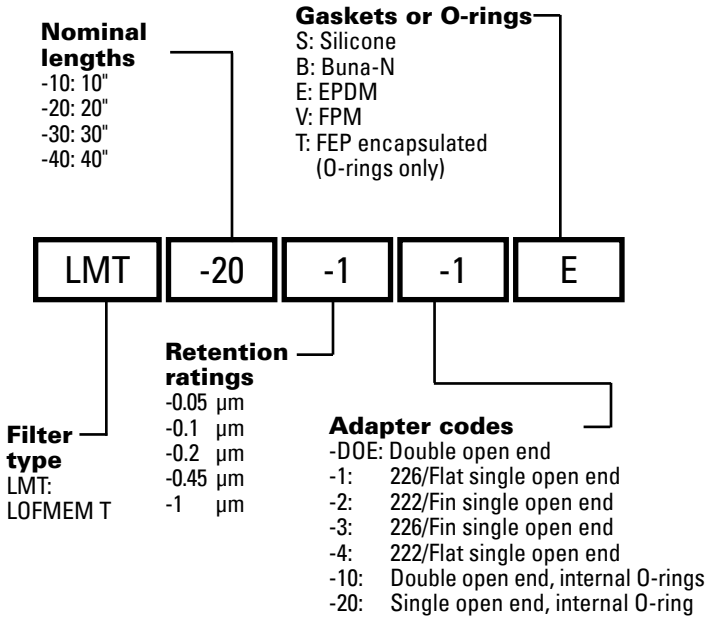 Nominal
lengths
-10: 10"
-20: 20"
-30: 30"
-40: 40"
Gaskets or O-rings
S: Silicone
B: Buna-N
E: EPDM
V: FPM
T: FEP encapsulated
(O-rings only)
LMT -20 -1 -1 E
Filter
type
LMT:
LOFMEM T
Retention
ratings
-0.05 µm
-0.1 µm
-0.2 µm
-0.45 µm
-1 µm
Adapter codes
-DOE: Double open end
-1: 226/Flat single open end
-2: 222/Fin single open end
-3: 226/Fin single open end
-4: 222/Flat single open end
-10: Double open end, internal O-rings
-20: Single open end, internal O-ring